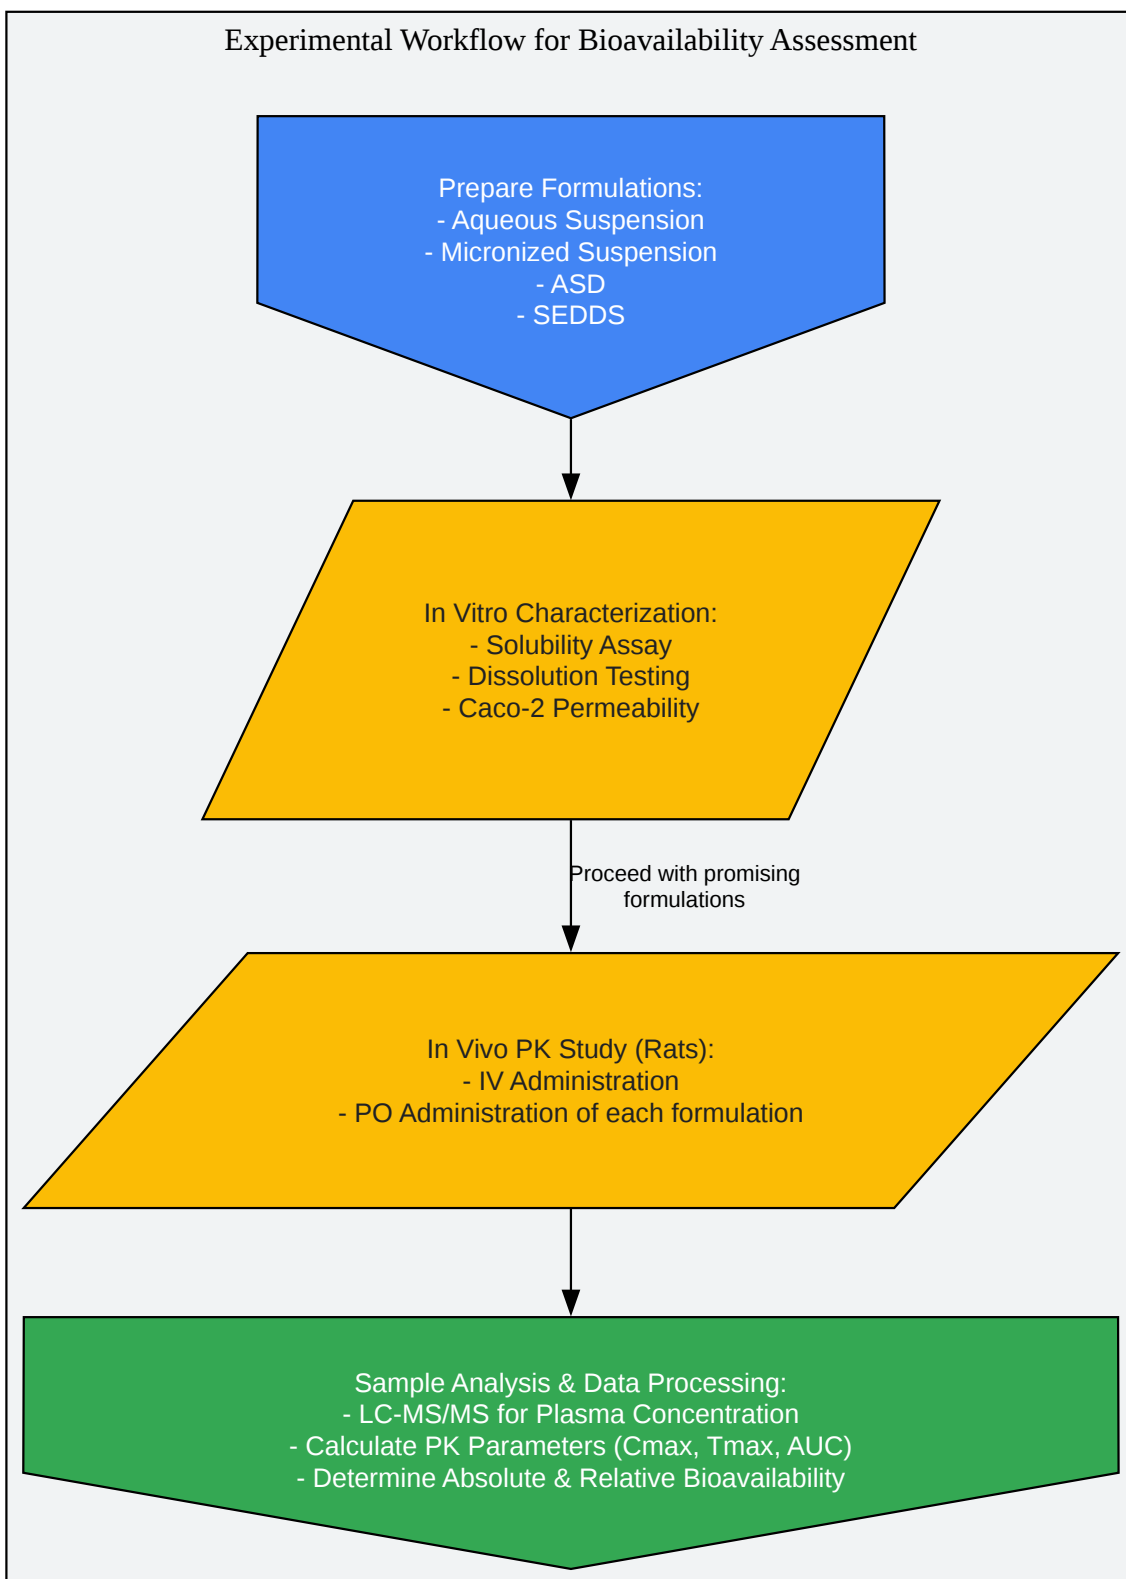 Experimental Workflow for Bioavailability Assessment
Prepare Formulations:
- Aqueous Suspension
- Micronized Suspension
- ASD
- SEDDS
In Vitro Characterization:
- Solubility Assay
- Dissolution Testing
- Caco-2 Permeability
Proceed with promising
formulations
In Vivo PK Study (Rats):
- IV Administration
- PO Administration of each formulation
Sample Analysis & Data Processing:
- LC-MS/MS for Plasma Concentration
- Calculate PK Parameters (Cmax, Tmax, AUC)
- Determine Absolute & Relative Bioavailability